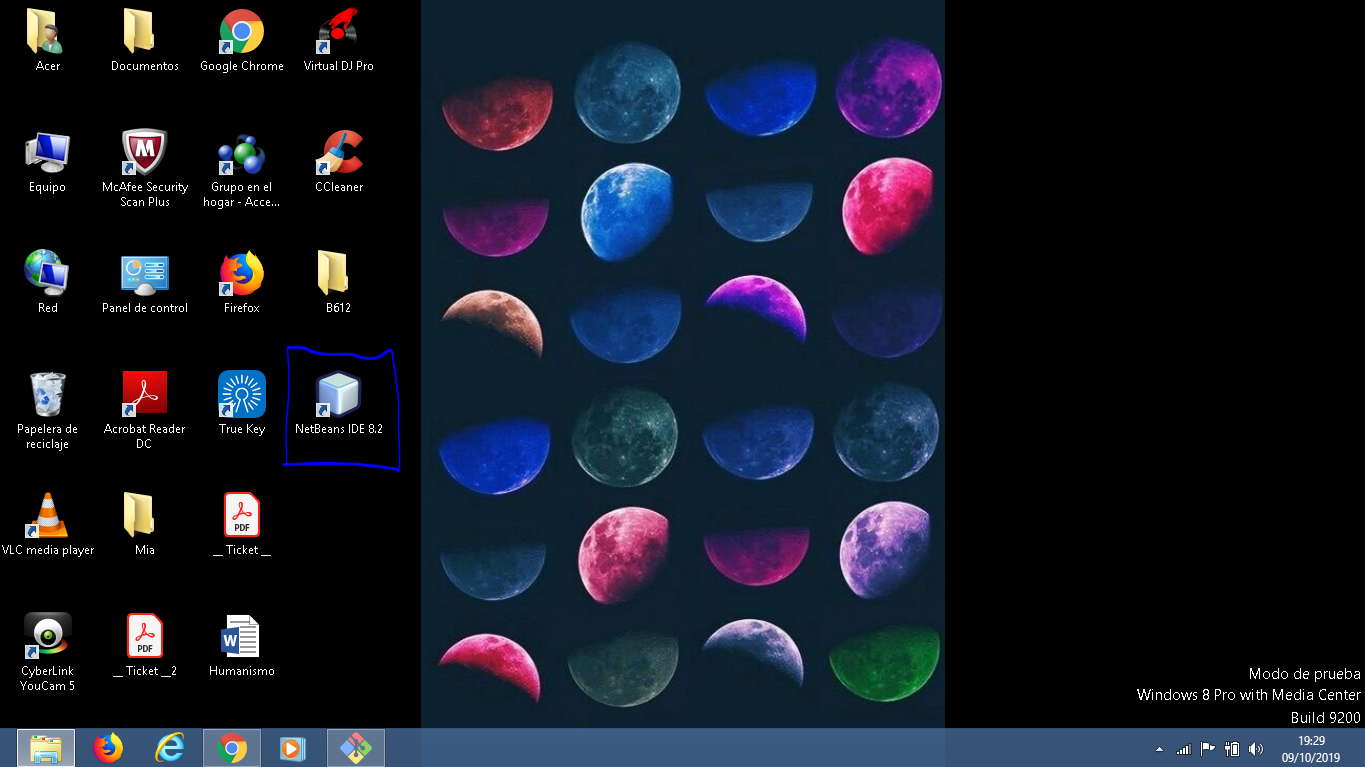 Acer
Documentos
Google Chrome
Virtual DJ Pro
Equipo
McAfee Security
Scan Plus
Grupo en el
hogar - Acce...
CCleaner
Red
Panel de control
Firefox
B612
Papelera de
reciclaje
Acrobat Reader
DC
True Key
NetBeans IDE 8.2
VLC media player
Mia
PDF
__ Ticket __
CyberLink
YouCam 5
PDF
__ Ticket __2
Humanismo
Modo de prueba
Windows 8 Pro with Media Center
Build 9200
19:29
09/10/2019